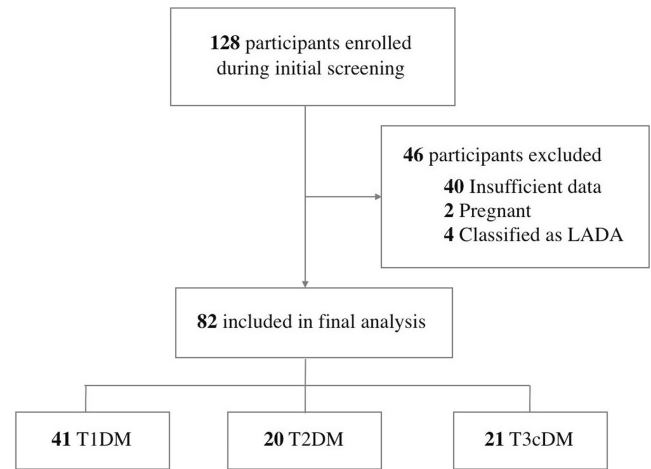 128 participants enrolled
during initial screening
46 participants excluded
40 Insufficient data
2 Pregnant
4 Classified as LADA
82 included in final analysis
41 T1DM
20 T2DM
21 T3cDM